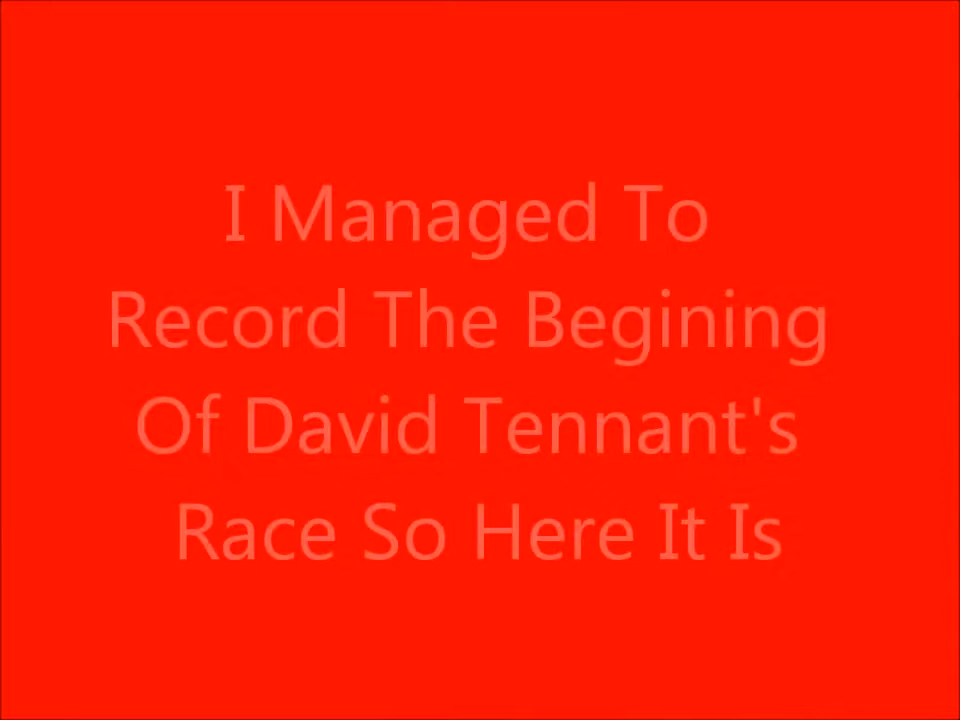 I Managed To
Record The Begining
Of David Tennant's
Race So Here It Is